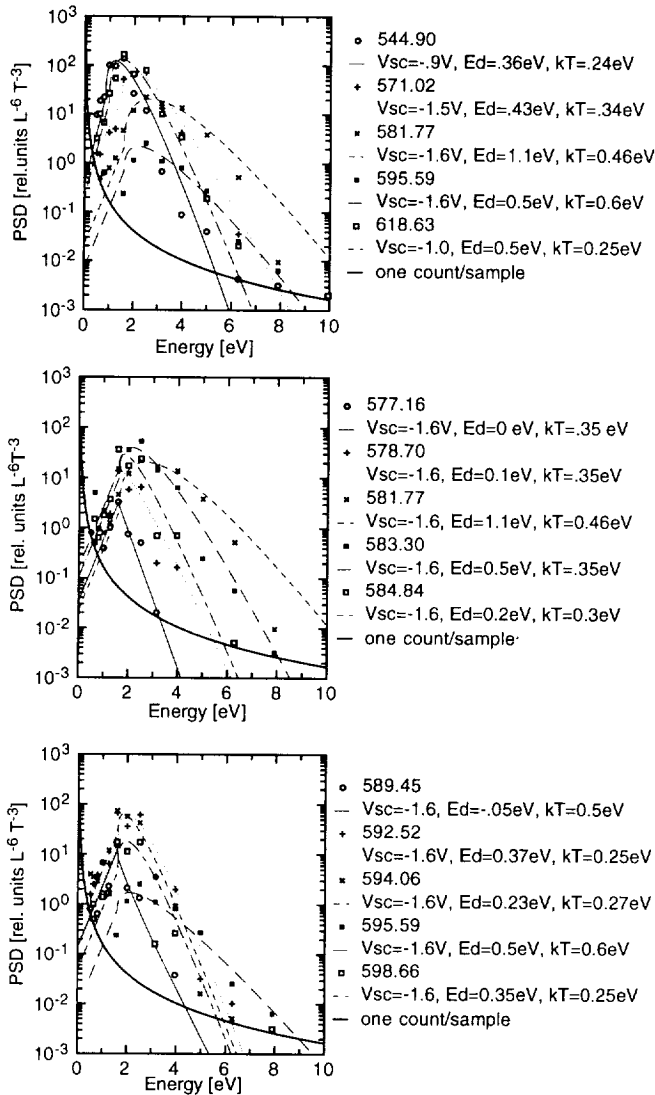 10³
10²
10¹
10⁰
10⁻¹
10⁻²
10⁻³
PSD [rel.units L⁻⁶ T⁻³]
0 2 4 6 8 10
Energy [eV]
544.90
Vsc=-.9V, Ed=.36eV, kT=.24eV
571.02
Vsc=-1.5V, Ed=.43eV, kT=.34eV
581.77
Vsc=-1.6V, Ed=1.1eV, kT=0.46eV
595.59
Vsc=-1.6V, Ed=0.5eV, kT=0.6eV
618.63
Vsc=-1.0, Ed=0.5eV, kT=0.25eV
one count/sample
10³
10²
10¹
10⁰
10⁻¹
10⁻²
10⁻³
PSD [rel. units L⁻⁶T⁻³
0 2 4 6 8 10
Energy [eV]
577.16
Vsc=-1.6V, Ed=0 eV, kT=.35 eV
578.70
Vsc=-1.6, Ed=0.1eV, kT=.35eV
581.77
Vsc=-1.6, Ed=1.1eV, kT=0.46eV
583.30
Vsc=-1.6, Ed=0.5eV, kT=.35eV
584.84
Vsc=-1.6, Ed=0.2eV, kT=0.3eV
one count/sample
10³
10²
10¹
10⁰
10⁻¹
10⁻²
10⁻³
PSD [rel. units L⁻⁶ T⁻³]
0 2 4 6 8 10
Energy [eV]
589.45
Vsc=-1.6, Ed=-.05eV, kT=0.5eV
592.52
Vsc=-1.6V, Ed=0.37eV, kT=0.25eV
594.06
Vsc=-1.6V, Ed=0.23eV, kT=0.27eV
595.59
Vsc=-1.6V, Ed=0.5eV, kT=0.6eV
598.66
Vsc=-1.6, Ed=0.35eV, kT=0.25eV
one count/sample